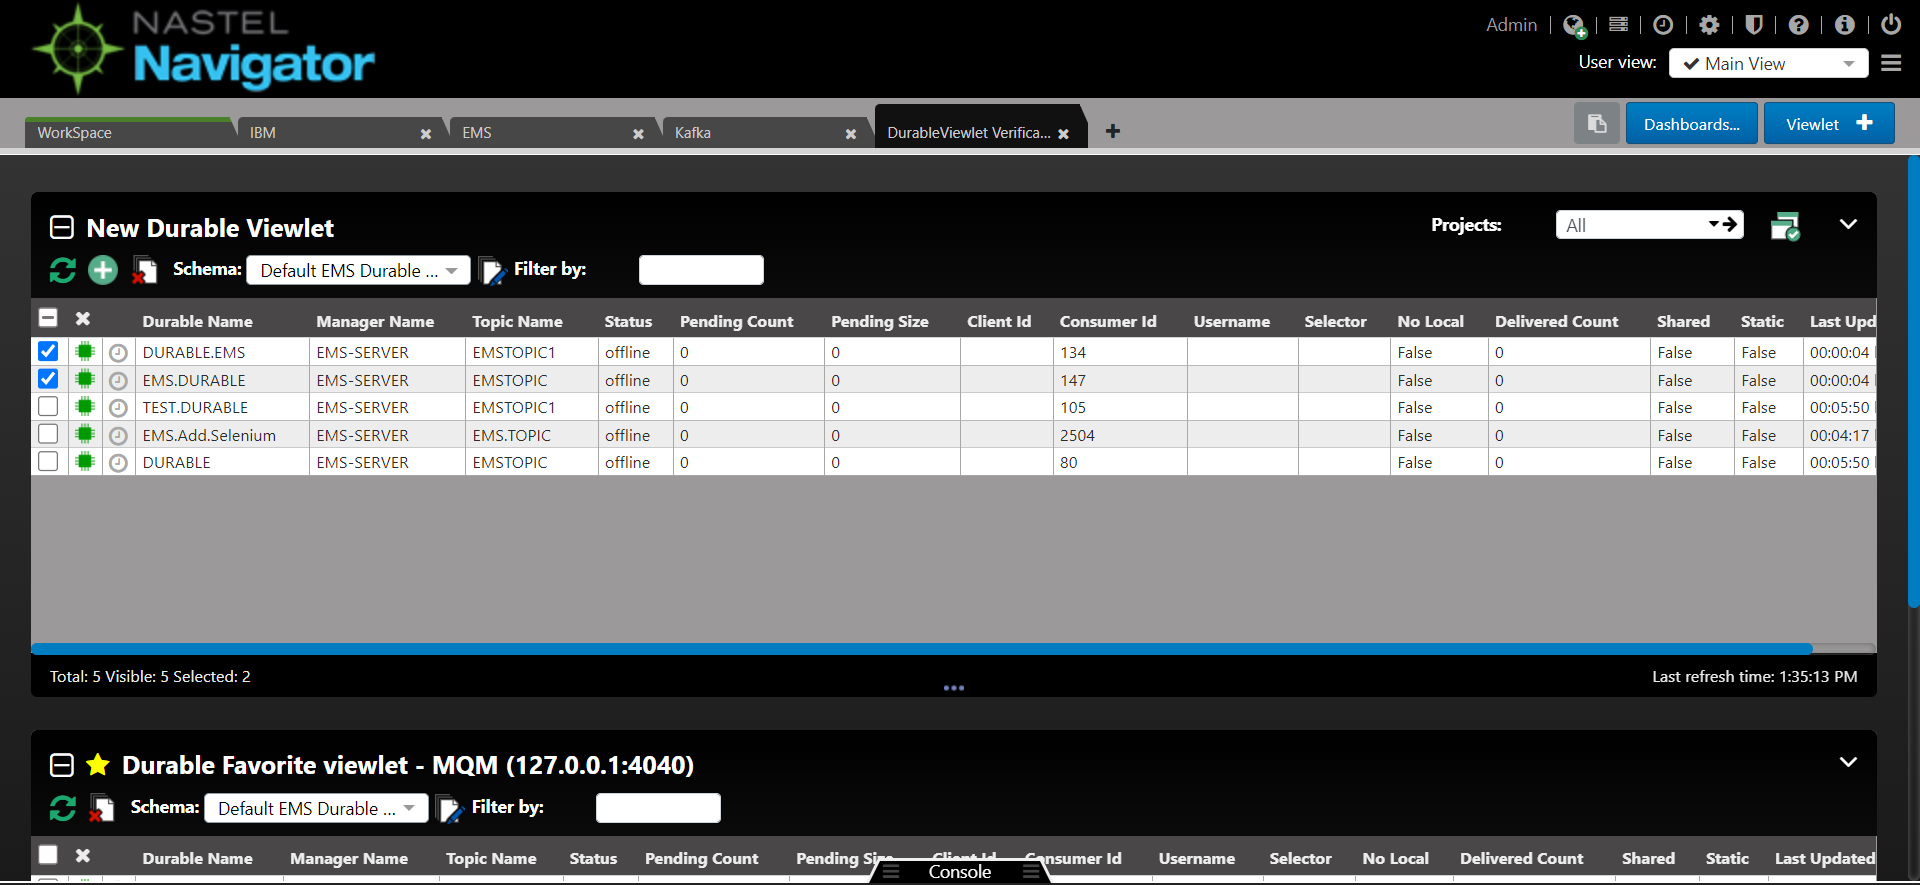 NASTEL
Navigator
Admin
User view: Main View
WorkSpace IBM EMS Kafka DurableViewlet Verifica... Dashboards... Viewlet
New Durable Viewlet Projects: All
Schema: Default EMS Durable ... Filter by:
Durable Name Manager Name Topic Name Status Pending Count Pending Size Client Id Consumer Id Username Selector No Local Delivered Count Shared Static Last Upd
DURABLE.EMS EMS-SERVER EMSTOPIC1 offline 0 0 134 False 0 False False 00:00:04
EMS.DURABLE EMS-SERVER EMSTOPIC offline 0 0 147 False 0 False False 00:00:04
TEST.DURABLE EMS-SERVER EMSTOPIC1 offline 0 0 105 False 0 False False 00:05:50
EMS.Add.Selenium EMS-SERVER EMS.TOPIC offline 0 0 2504 False 0 False False 00:04:17
DURABLE EMS-SERVER EMSTOPIC offline 0 0 80 False 0 False False 00:05:50
Total: 5 Visible: 5 Selected: 2 Last refresh time: 1:35:13 PM
Durable Favorite viewlet - MQM (127.0.0.1:4040)
Schema: Default EMS Durable ... Filter by:
Durable Name Manager Name Topic Name Status Pending Count Pending Size Client Id Consumer Id Username Selector No Local Delivered Count Shared Static Last Updated
Console